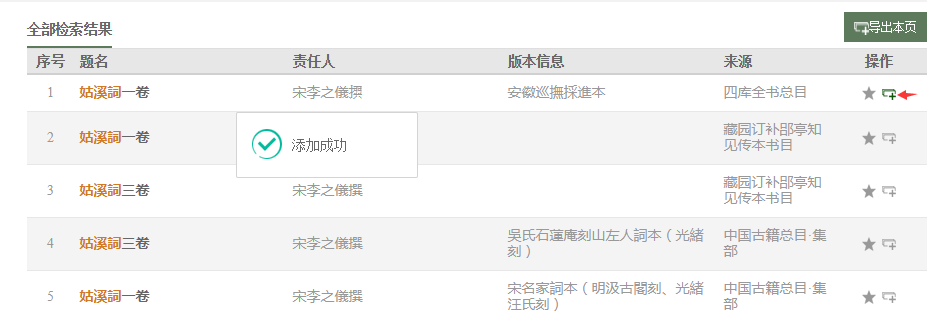 全部检索结果
导出本页
序号 题名 责任人 版本信息 来源 操作
1 姑溪詞一卷 宋李之儀撰 安徽巡撫採進本 四库全书总目
2 姑溪詞一卷 藏园订补郘亭知
见传本书目
添加成功
3 姑溪詞三卷 宋李之儀撰 藏园订补郘亭知
见传本书目
4 姑溪詞三卷 宋李之儀撰 吳氏石蓮庵刻山左人詞本（光緒
刻） 中国古籍总目·集
部
5 姑溪詞一卷 宋李之儀撰 宋名家詞本（明汲古閣刻、光緒
汪氏刻） 中国古籍总目·集
部